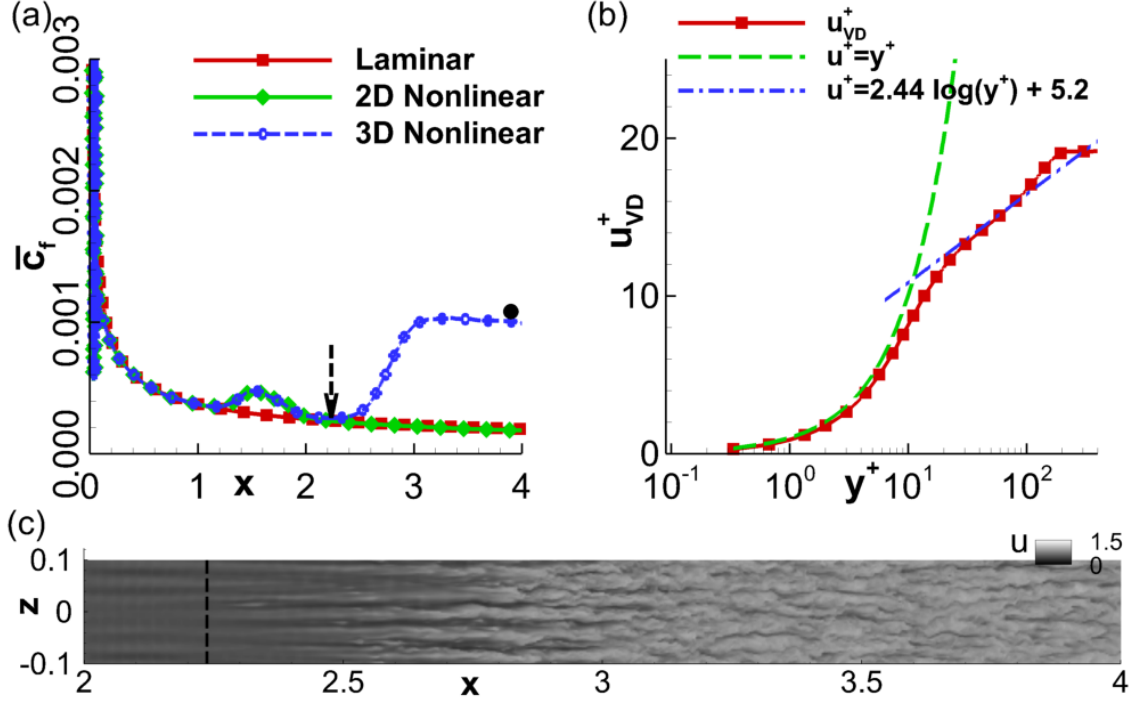 (a)
0.003
0.002
0.001
0.000
c̄f
Laminar
2D Nonlinear
3D Nonlinear
0 1 2 3 4
x
(b)
u⁺VD
u⁺=y⁺
u⁺=2.44 log(y⁺) + 5.2
20
10
0
u⁺VD
10⁻¹ 10⁰ 10¹ 10²
y⁺
(c)
u 1.5
0
0.1
0
-0.1
z
2 2.5 3 3.5 4
x